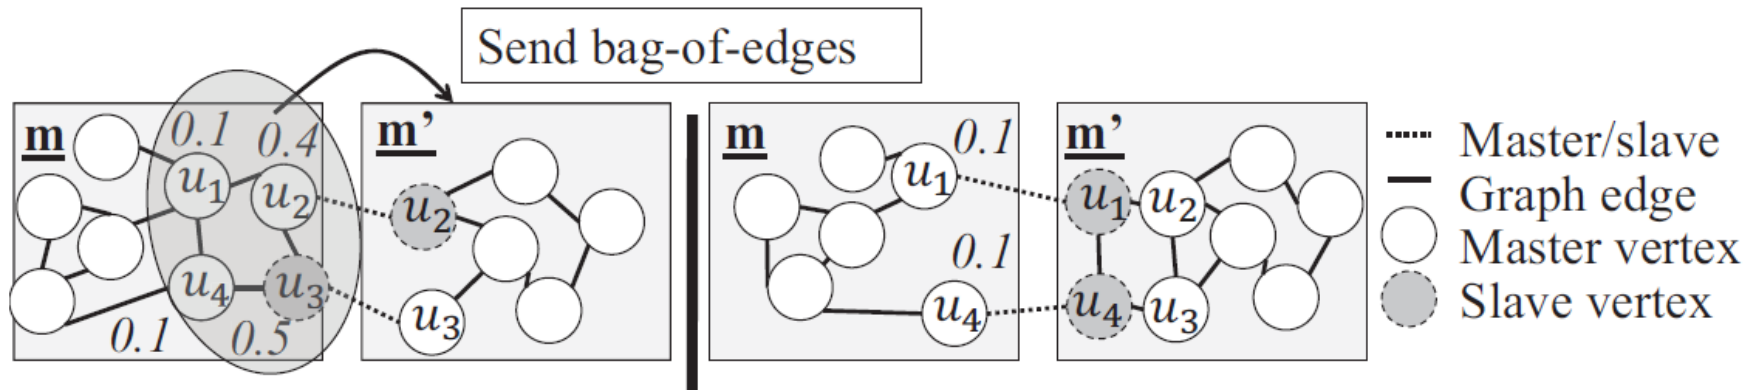 Send bag-of-edges
m
0.1
0.4
u1
u2
u4
u3
0.1
0.5
m'
u2
u3
m
0.1
u1
0.1
u4
m'
u1
u2
u4
u3
Master/slave
Graph edge
Master vertex
Slave vertex